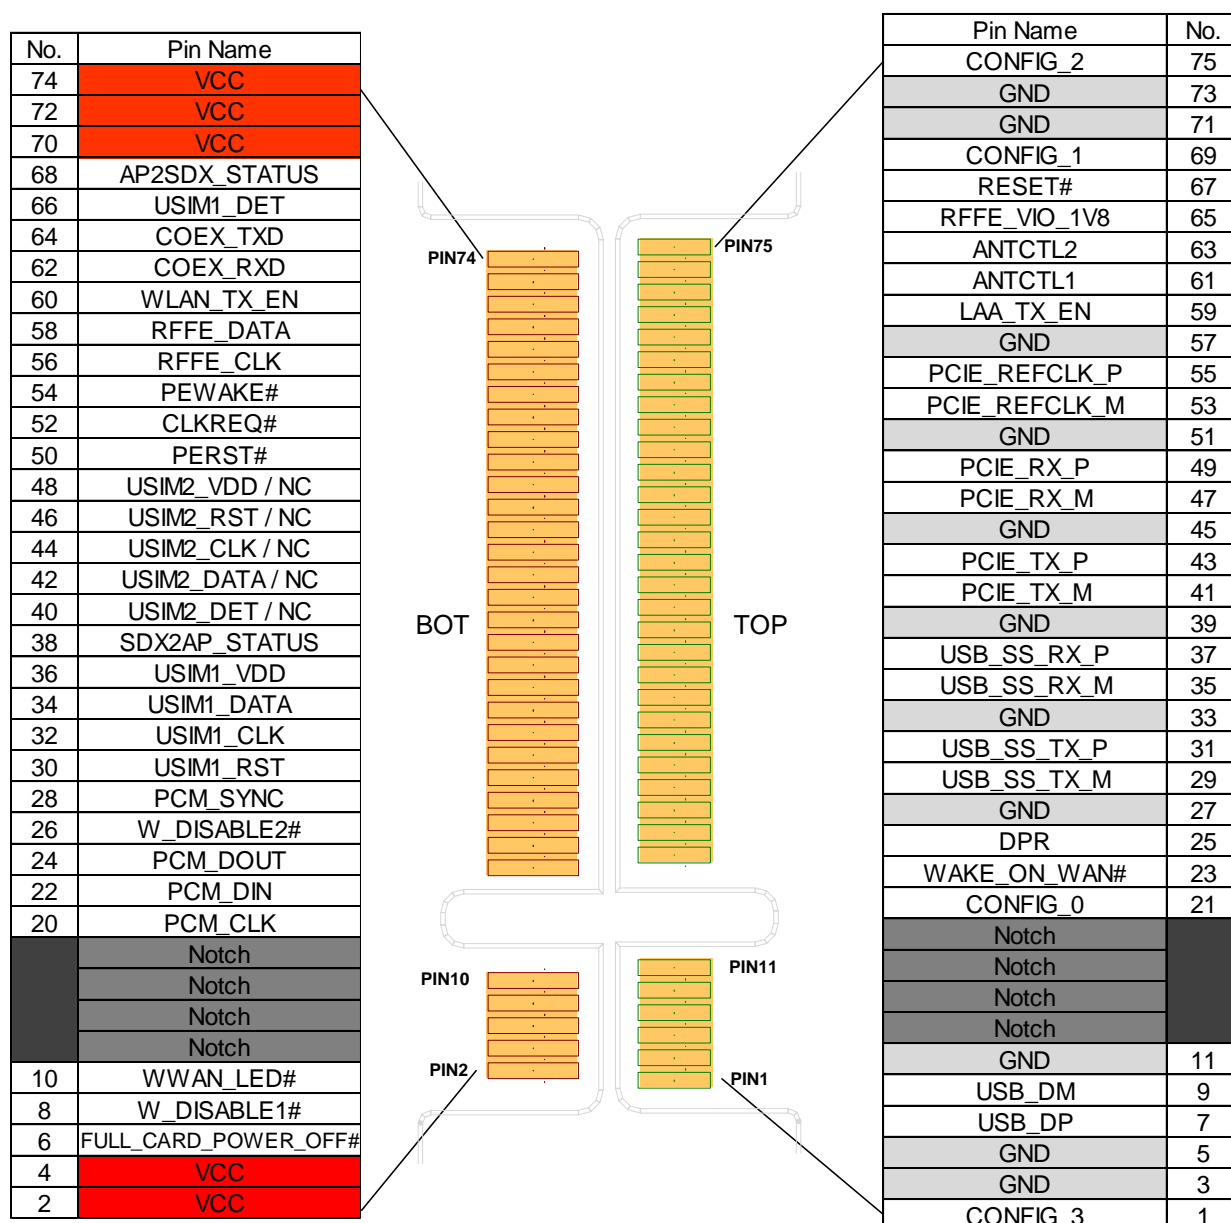 No. Pin Name
74 VCC
72 VCC
70 VCC
68 AP2SDX_STATUS
66 USIM1_DET
64 COEX_TXD
62 COEX_RXD
60 WLAN_TX_EN
58 RFFE_DATA
56 RFFE_CLK
54 PEWAKE#
52 CLKREQ#
50 PERST#
48 USIM2_VDD / NC
46 USIM2_RST / NC
44 USIM2_CLK / NC
42 USIM2_DATA / NC
40 USIM2_DET / NC
38 SDX2AP_STATUS
36 USIM1_VDD
34 USIM1_DATA
32 USIM1_CLK
30 USIM1_RST
28 PCM_SYNC
26 W_DISABLE2#
24 PCM_DOUT
22 PCM_DIN
20 PCM_CLK
Notch
Notch
Notch
Notch
10 WWAN_LED#
8 W_DISABLE1#
6 FULL_CARD_POWER_OFF#
4 VCC
2 VCC
PIN74
PIN75
BOT
TOP
PIN10
PIN11
PIN2
PIN1
Pin Name No.
CONFIG_2 75
GND 73
GND 71
CONFIG_1 69
RESET# 67
RFFE_VIO_1V8 65
ANTCTL2 63
ANTCTL1 61
LAA_TX_EN 59
GND 57
PCIE_REFCLK_P 55
PCIE_REFCLK_M 53
GND 51
PCIE_RX_P 49
PCIE_RX_M 47
GND 45
PCIE_TX_P 43
PCIE_TX_M 41
GND 39
USB_SS_RX_P 37
USB_SS_RX_M 35
GND 33
USB_SS_TX_P 31
USB_SS_TX_M 29
GND 27
DPR 25
WAKE_ON_WAN# 23
CONFIG_0 21
Notch
Notch
Notch
Notch
GND 11
USB_DM 9
USB_DP 7
GND 5
GND 3
CONFIG_3 1